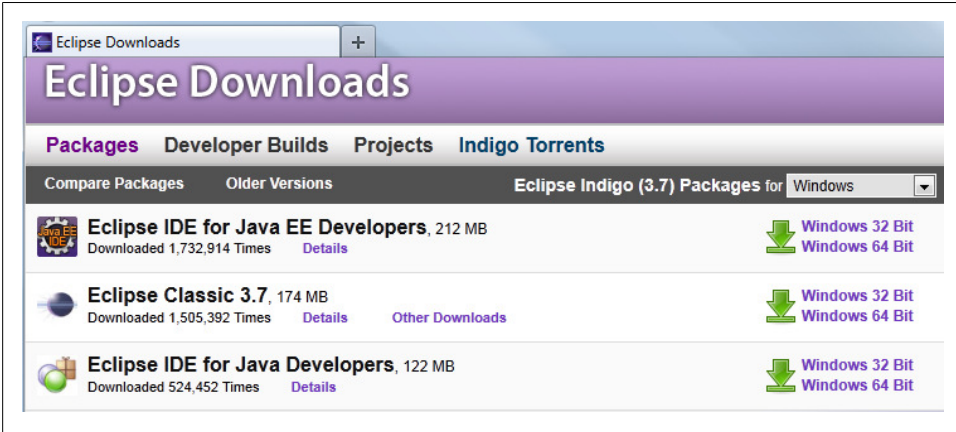 Eclipse Downloads
+
Eclipse Downloads
Packages Developer Builds Projects Indigo Torrents
Compare Packages Older Versions Eclipse Indigo (3.7) Packages for Windows
Java EE IDE
Eclipse IDE for Java EE Developers, 212 MB
Downloaded 1,732,914 Times Details
Windows 32 Bit
Windows 64 Bit
Eclipse Classic 3.7, 174 MB
Downloaded 1,505,392 Times Details Other Downloads
Windows 32 Bit
Windows 64 Bit
Eclipse IDE for Java Developers, 122 MB
Downloaded 524,452 Times Details
Windows 32 Bit
Windows 64 Bit